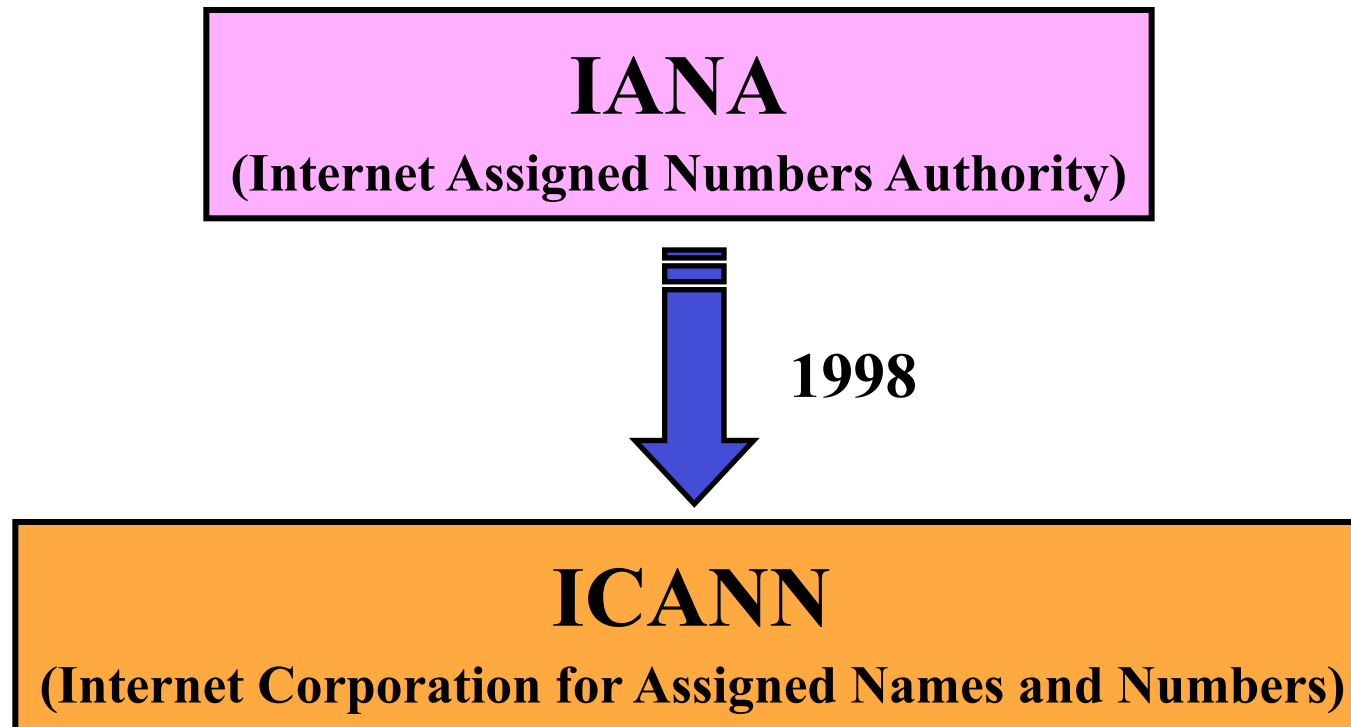 IANA
(Internet Assigned Numbers Authority)
1998
ICANN
(Internet Corporation for Assigned Names and Numbers)